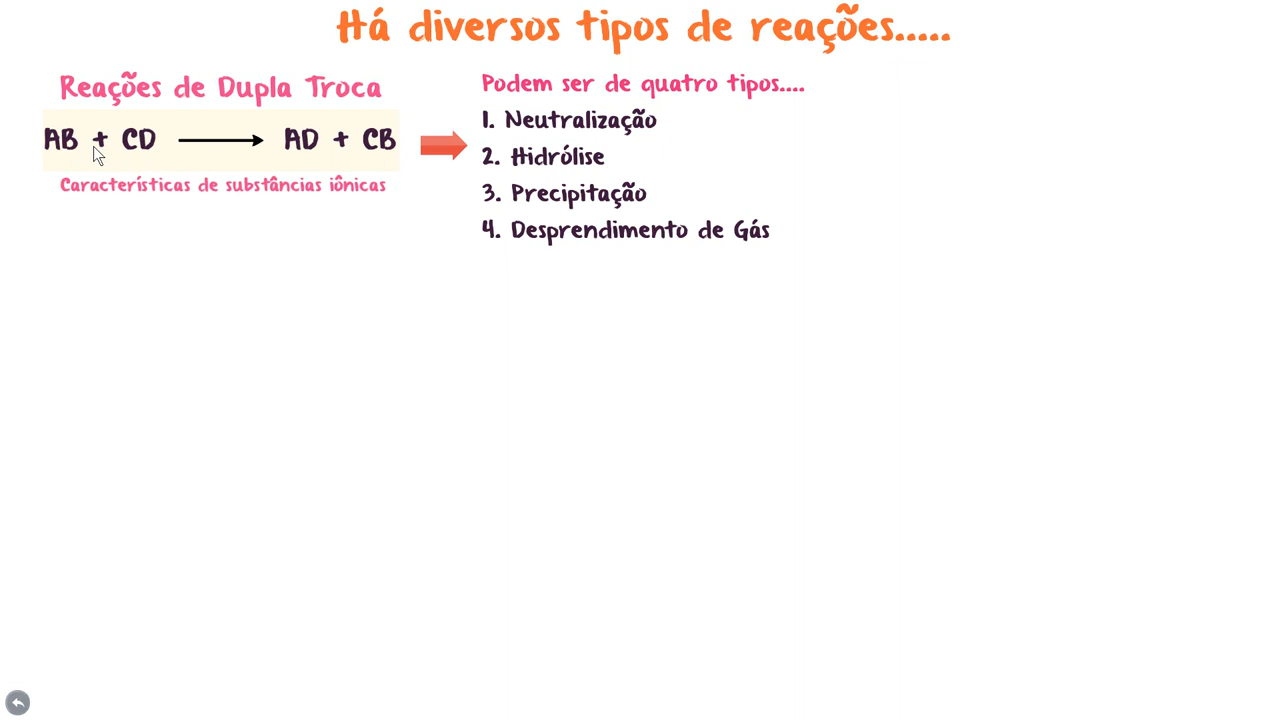 Há diversos tipos de reações.....
Reações de Dupla Troca
AB + CD → AD + CB
Características de substâncias iônicas
Podem ser de quatro tipos....
1. Neutralização
2. Hidrólise
3. Precipitação
4. Desprendimento de Gás